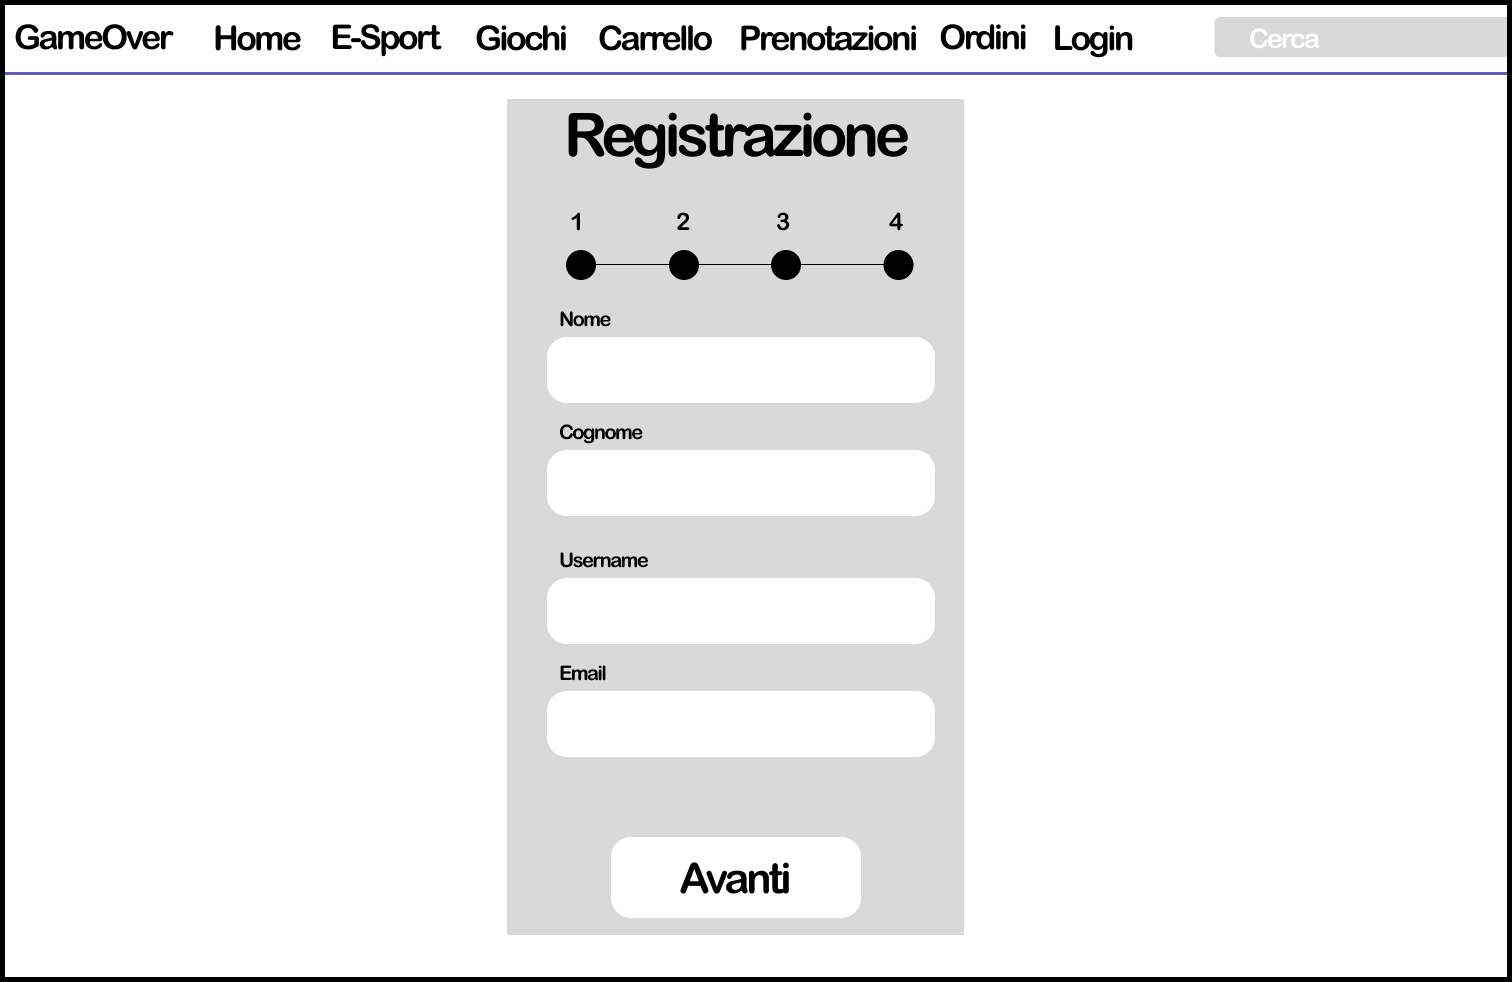 GameOver Home E-Sport Giochi Carrello Prenotazioni Ordini Login Cerca
Registrazione
1 2 3 4
Nome
Cognome
Username
Email
Avanti